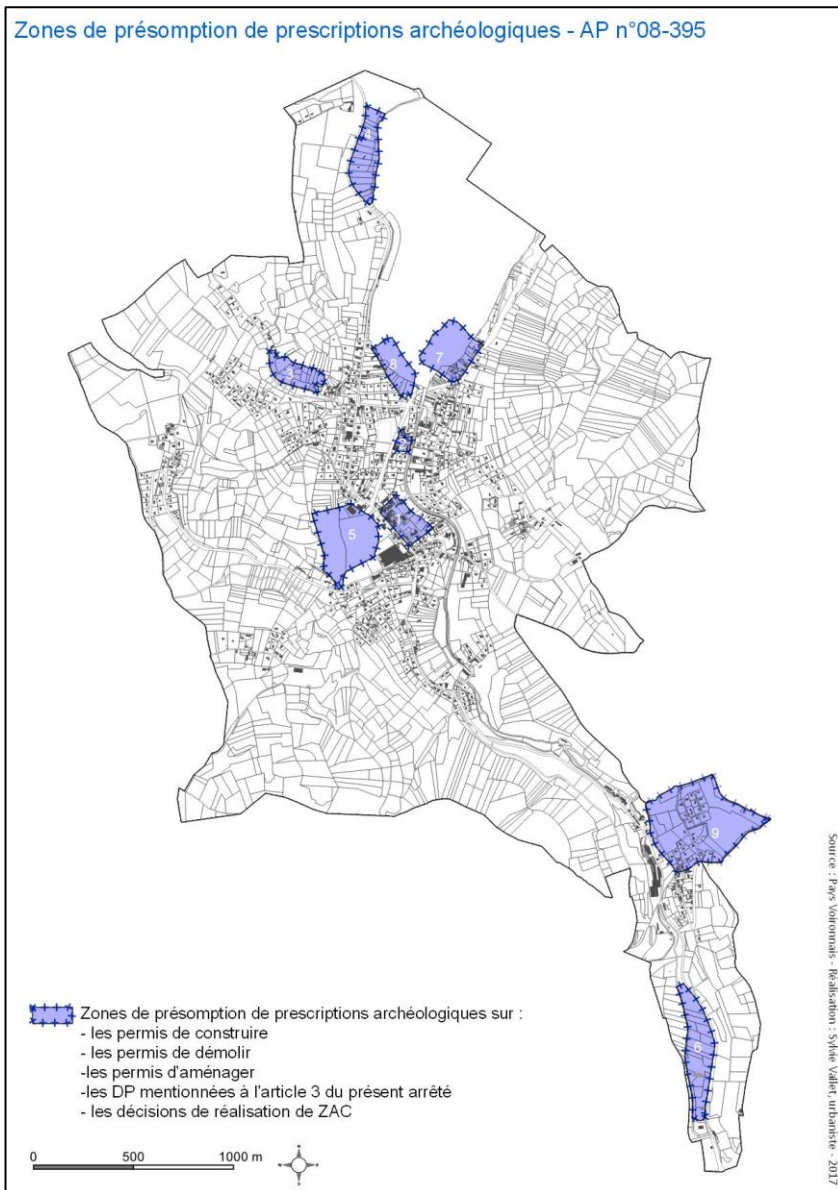 Zones de présomption de prescriptions archéologiques - AP n°08-395
4
7
8
3
2
5
9
6
Source : Pays Voironnais - Réalisation : Sylvie Vallet, urbaniste - 2017
Zones de présomption de prescriptions archéologiques sur :
- les permis de construire
- les permis de démolir
-les permis d'aménager
-les DP mentionnées à l'article 3 du présent arrêté
- les décisions de réalisation de ZAC
0 500 1000 m